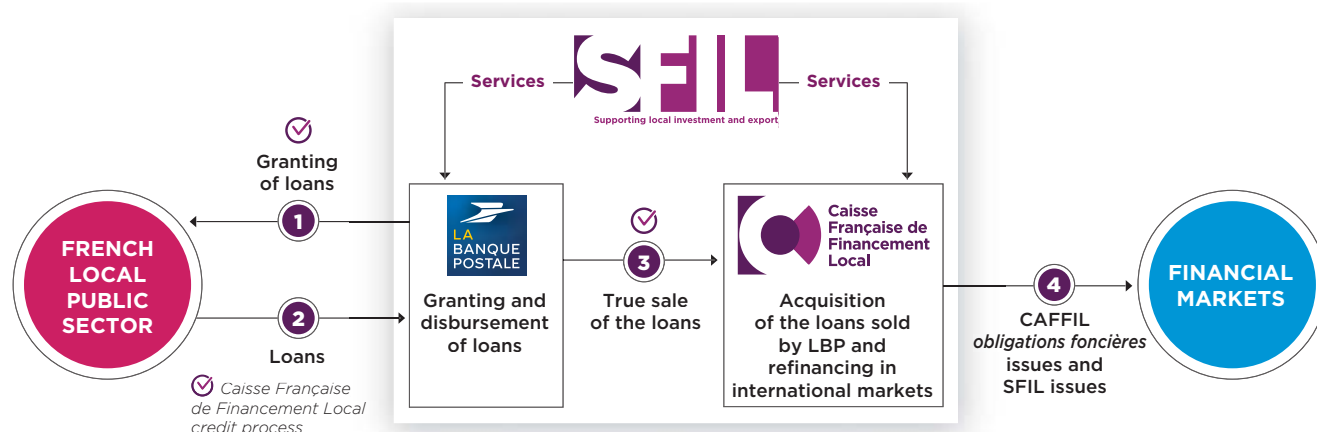 SFIL
Supporting local investment and export
Services
Services
Granting
of loans
1
FRENCH
LOCAL
PUBLIC
SECTOR
2
Loans
Caisse Française
de Financement Local
credit process
LA
BANQUE
POSTALE
Granting and
disbursement
of loans
3
True sale
of the loans
Caisse
Française de
Financement
Local
Acquisition
of the loans sold
by LBP and
refinancing in
international markets
4
CAFFIL
obligations foncières
issues and
SFIL issues
FINANCIAL
MARKETS